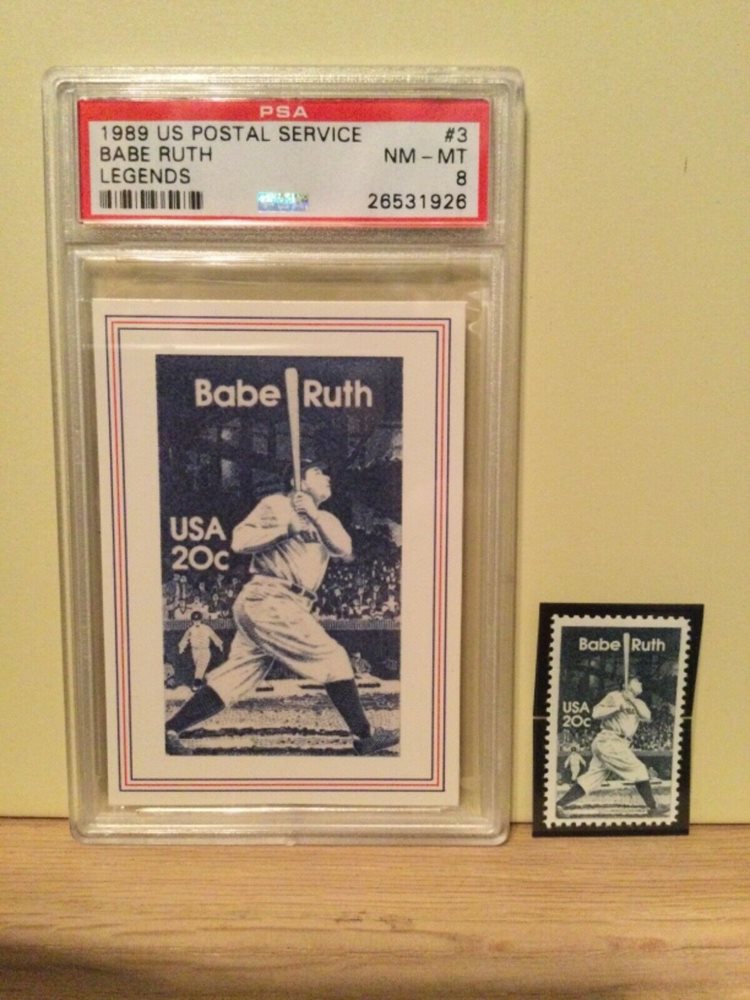 PSA
1989 US POSTAL SERVICE #3
BABE RUTH NM - MT
LEGENDS 8
26531926
Babe Ruth
USA
20c
Babe Ruth
USA
20c